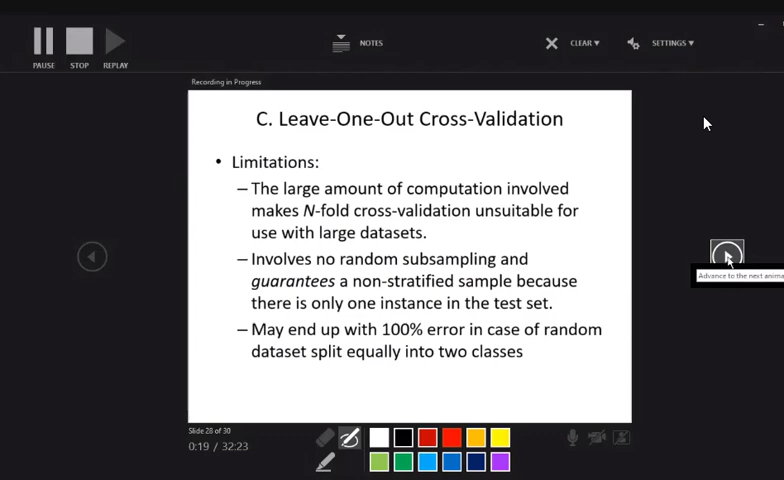 NOTES
CLEAR ▼
SETTINGS ▼
PAUSE STOP REPLAY
Recording in Progress
C. Leave-One-Out Cross-Validation
• Limitations:
– The large amount of computation involved
makes N-fold cross-validation unsuitable for
use with large datasets.
– Involves no random subsampling and
guarantees a non-stratified sample because
there is only one instance in the test set.
– May end up with 100% error in case of random
dataset split equally into two classes
Advance to the next anima
Slide 28 of 30
0:19 / 32:23